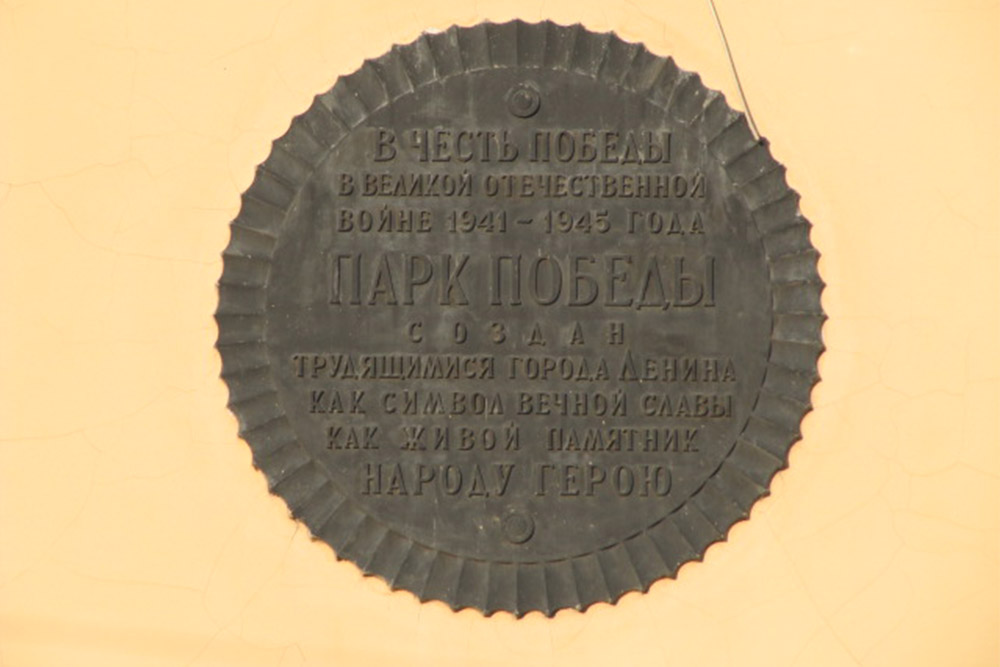 В ЧЕСТЬ ПОБЕДЫ
В ВЕЛИКОЙ ОТЕЧЕСТВЕННОЙ
ВОЙНЕ 1941 - 1945 ГОДА
ПАРК ПОБЕДЫ
СОЗДАН
ТРУДЯЩИМИСЯ ГОРОДА ЛЕНИНА
КАК СИМВОЛ ВЕЧНОЙ СЛАВЫ
КАК ЖИВОЙ ПАМЯТНИК
НАРОДУ ГЕРОЮ